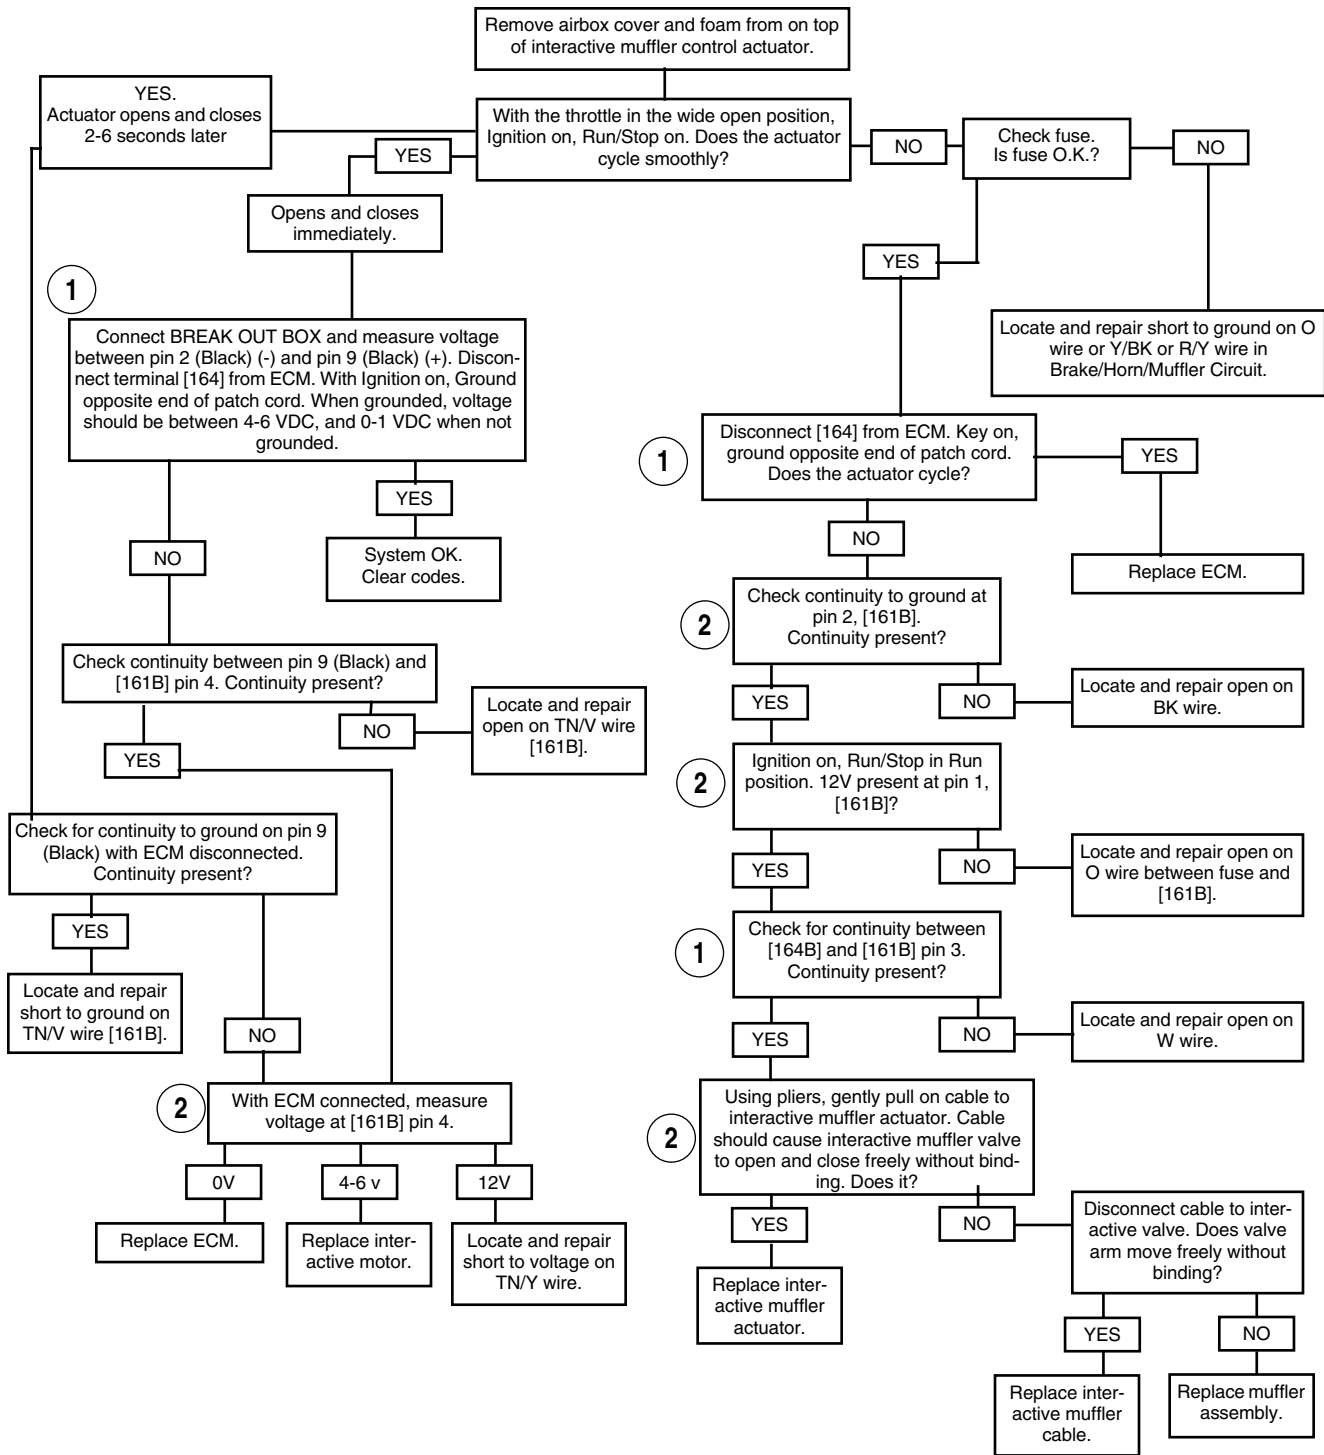 Remove airbox cover and foam from on top
of interactive muffler control actuator.
YES.
Actuator opens and closes
2-6 seconds later
With the throttle in the wide open position,
Ignition on, Run/Stop on. Does the actuator
cycle smoothly?
YES
NO
Check fuse.
Is fuse O.K.?
NO
Opens and closes
immediately.
YES
1
Connect BREAK OUT BOX and measure voltage
between pin 2 (Black) (-) and pin 9 (Black) (+). Discon-
nect terminal [164] from ECM. With Ignition on, Ground
opposite end of patch cord. When grounded, voltage
should be between 4-6 VDC, and 0-1 VDC when not
grounded.
Locate and repair short to ground on O
wire or Y/BK or R/Y wire in
Brake/Horn/Muffler Circuit.
1
Disconnect [164] from ECM. Key on,
ground opposite end of patch cord.
Does the actuator cycle?
YES
YES
NO
NO
System OK.
Clear codes.
Replace ECM.
2
Check continuity to ground at
pin 2, [161B].
Continuity present?
Check continuity between pin 9 (Black) and
[161B] pin 4. Continuity present?
YES
NO
Locate and repair open on
BK wire.
NO
Locate and repair
open on TN/V wire
[161B].
YES
2
Ignition on, Run/Stop in Run
position. 12V present at pin 1,
[161B]?
Check for continuity to ground on pin 9
(Black) with ECM disconnected.
Continuity present?
YES
NO
Locate and repair open on
O wire between fuse and
[161B].
YES
1
Check for continuity between
[164B] and [161B] pin 3.
Continuity present?
Locate and repair
short to ground on
TN/V wire [161B].
NO
YES
NO
Locate and repair open on
W wire.
2
With ECM connected, measure
voltage at [161B] pin 4.
2
Using pliers, gently pull on cable to
interactive muffler actuator. Cable
should cause interactive muffler valve
to open and close freely without bind-
ing. Does it?
0V
4-6 v
12V
Replace ECM.
Replace inter-
active motor.
Locate and repair
short to voltage on
TN/Y wire.
YES
NO
Disconnect cable to inter-
active valve. Does valve
arm move freely without
binding?
Replace inter-
active muffler
actuator.
YES
NO
Replace inter-
active muffler
cable.
Replace muffler
assembly.